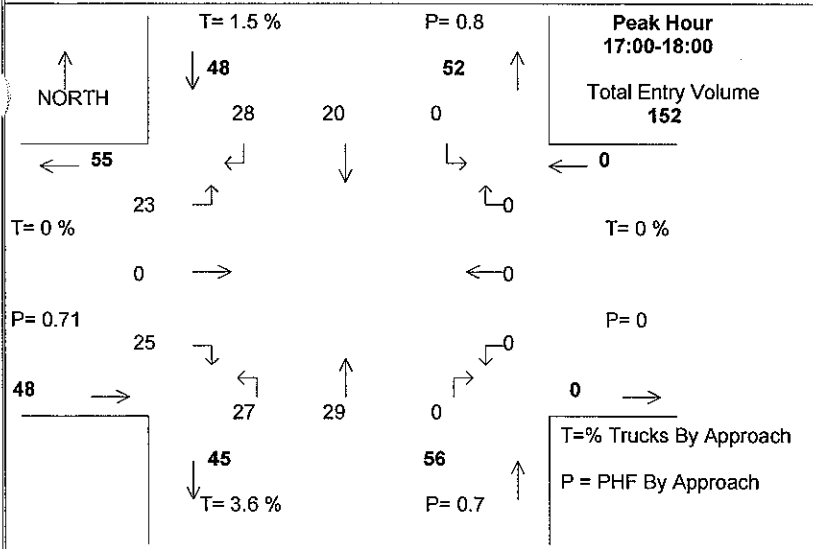 T= 1.5 % P= 0.8 Peak Hour
17:00-18:00
48 52
NORTH Total Entry Volume
28 20 0 152
55 0
23 0
T= 0 % T= 0 %
0 0
P= 0.71 P= 0
25 0
48 0
27 29 0
T=% Trucks By Approach
45 56
P = PHF By Approach
T= 3.6 % P= 0.7